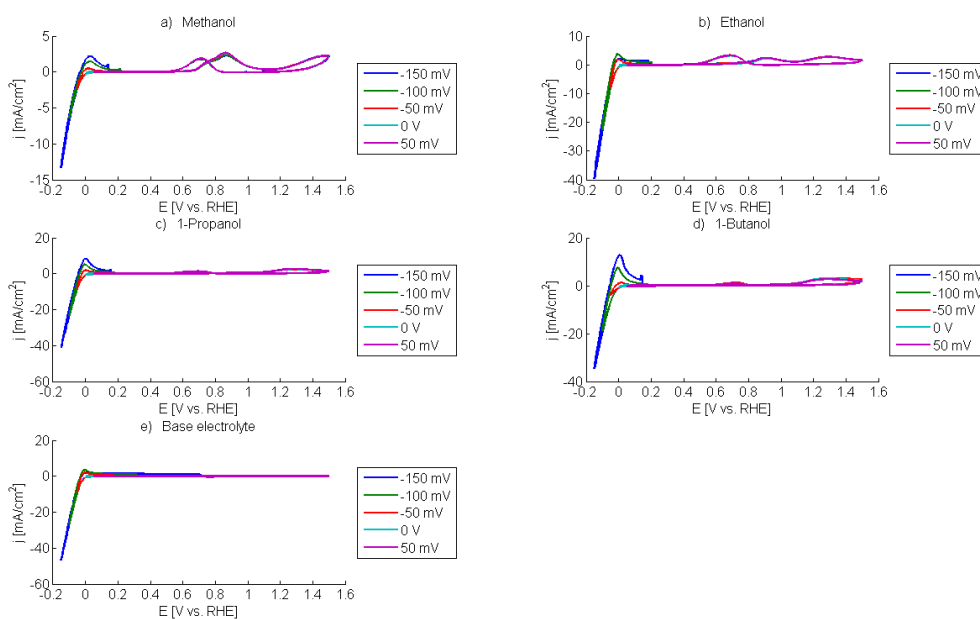 a) Methanol
5
0
-5
-10
-15
j [mA/cm²]
-0.2 0 0.2 0.4 0.6 0.8 1 1.2 1.4 1.6
E [V vs. RHE]
-150 mV
-100 mV
-50 mV
0 V
50 mV
b) Ethanol
10
0
-10
-20
-30
-40
j [mA/cm²]
-0.2 0 0.2 0.4 0.6 0.8 1 1.2 1.4 1.6
E [V vs. RHE]
-150 mV
-100 mV
-50 mV
0 V
50 mV
c) 1-Propanol
20
0
-20
-40
-60
j [mA/cm²]
-0.2 0 0.2 0.4 0.6 0.8 1 1.2 1.4 1.6
E [V vs. RHE]
-150 mV
-100 mV
-50 mV
0 V
50 mV
d) 1-Butanol
20
0
-20
-40
j [mA/cm²]
-0.2 0 0.2 0.4 0.6 0.8 1 1.2 1.4 1.6
E [V vs. RHE]
-150 mV
-100 mV
-50 mV
0 V
50 mV
e) Base electrolyte
20
0
-20
-40
-60
j [mA/cm²]
-0.2 0 0.2 0.4 0.6 0.8 1 1.2 1.4 1.6
E [V vs. RHE]
-150 mV
-100 mV
-50 mV
0 V
50 mV